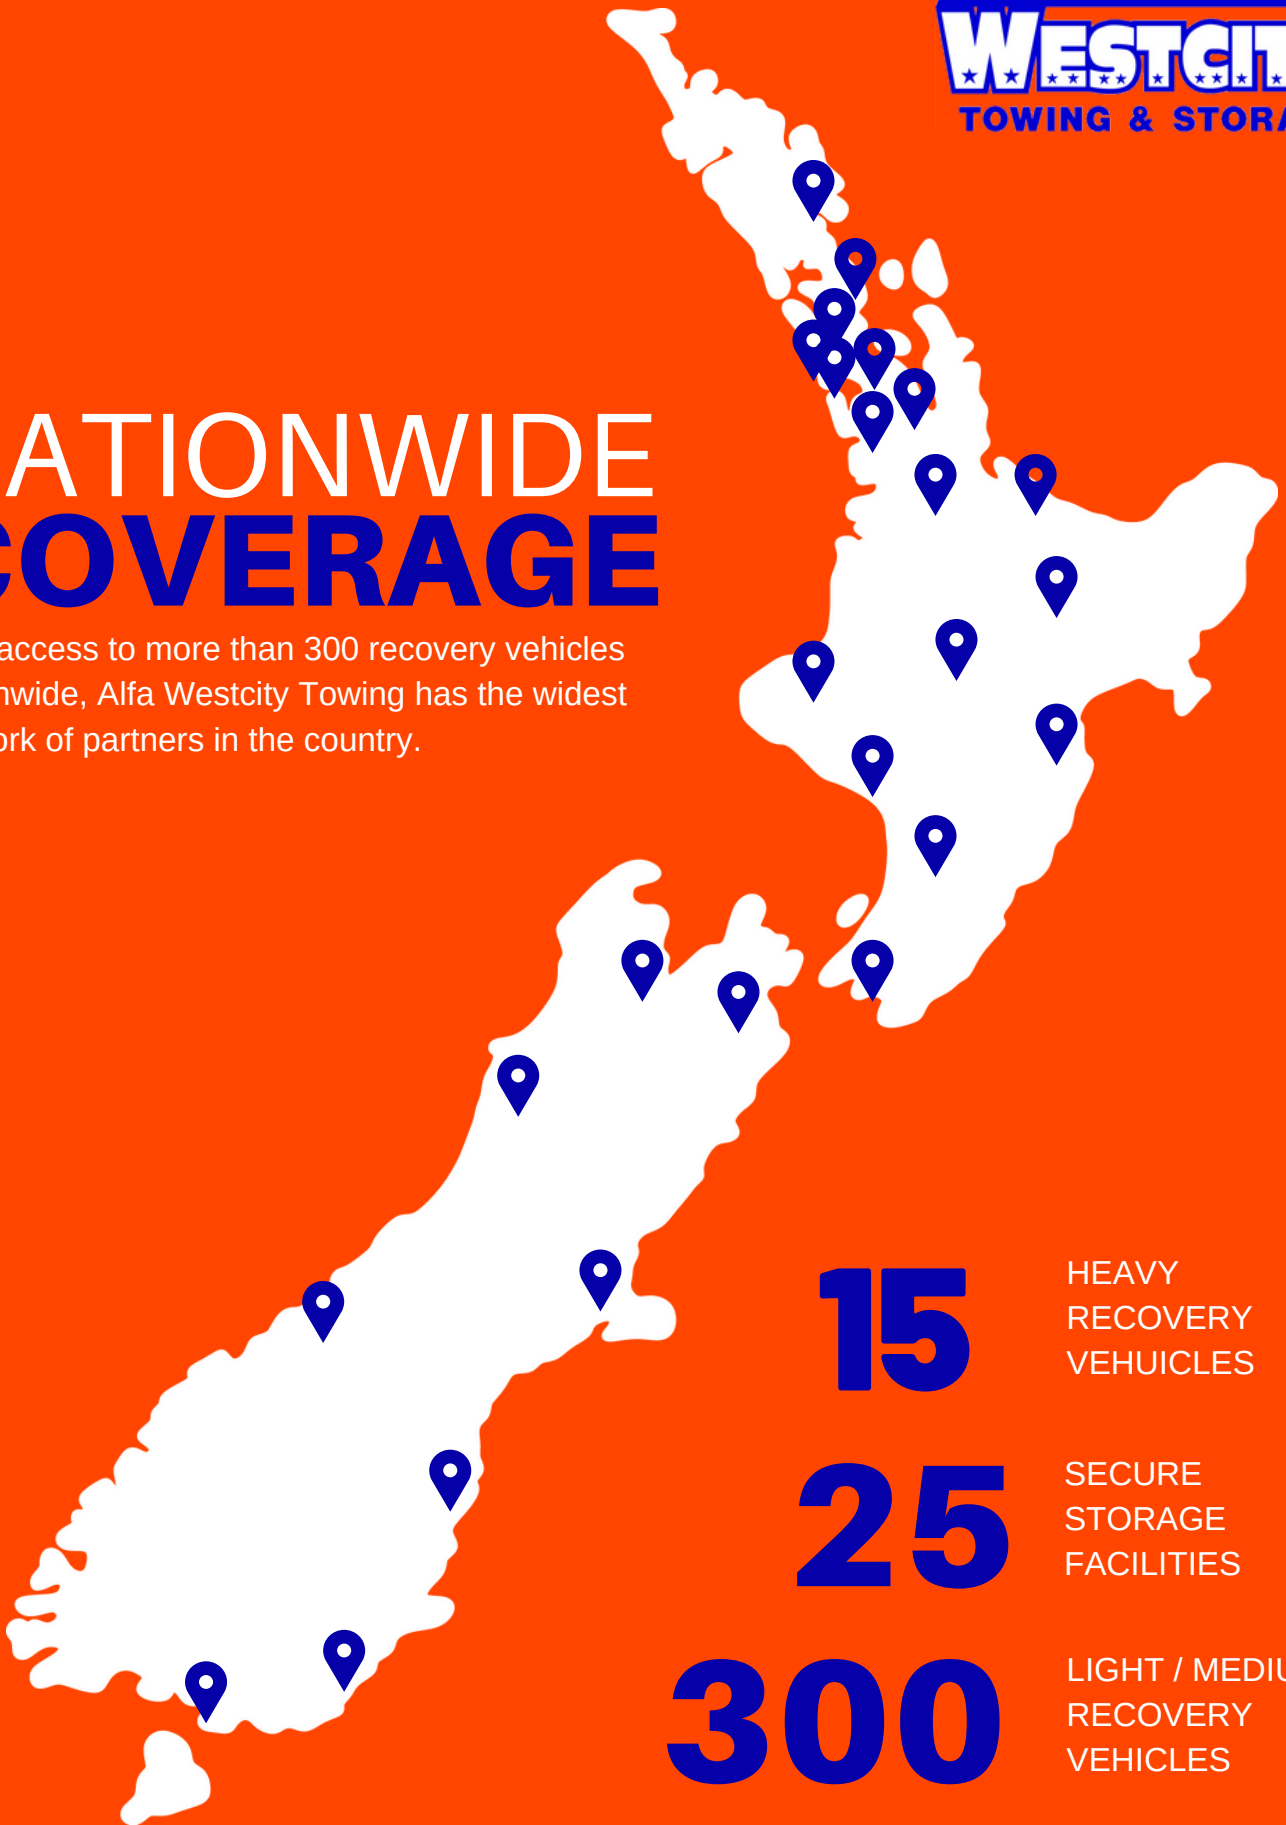 WESTCIT
TOWING & STORA
ATIONWIDE
COVERAGE
access to more than 300 recovery vehicles
nwide, Alfa Westcity Towing has the widest
ork of partners in the country.
15
HEAVY
RECOVERY
VEHUICLES
25
SECURE
STORAGE
FACILITIES
300
LIGHT / MEDIU
RECOVERY
VEHICLES